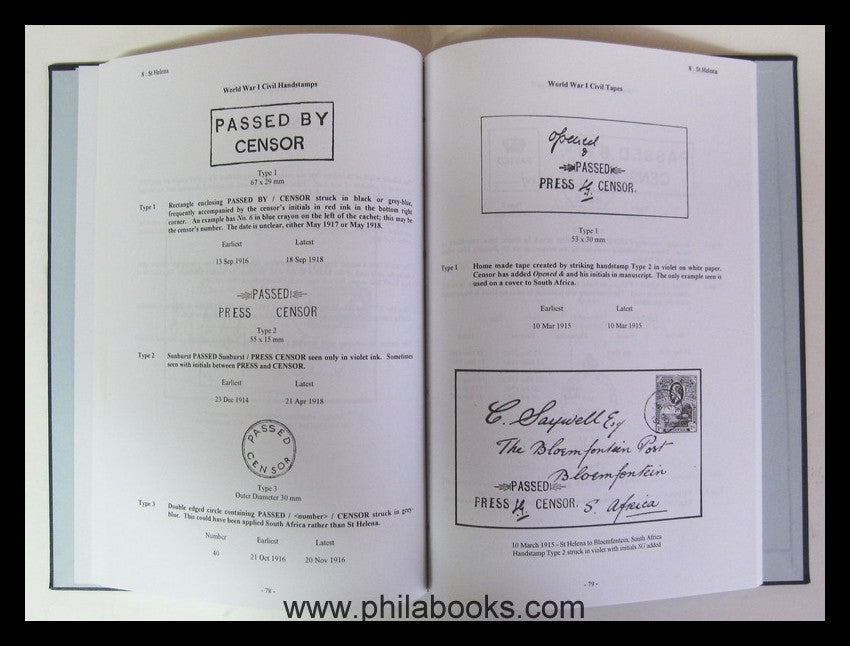 8 : St Helena
World War I Civil Handstamps
PASSED BY
CENSOR
Type 1
67 x 29 mm
Type 1 Rectangle enclosing PASSED BY / CENSOR struck in black or grey-blue,
frequently accompanied by the censor's initials in red ink in the bottom right
corner. An example has No. 6 in blue crayon on the left of the cachet; this may be
the censor's number. The date is unclear, either May 1917 or May 1918.
Earliest Latest
13 Sep 1916 18 Sep 1918
PASSED
PRESS CENSOR
Type 2
55 x 15 mm
Type 2 Sunburst PASSED Sunburst / PRESS CENSOR seen only in violet ink. Sometimes
seen with initials between PRESS and CENSOR.
Earliest Latest
23 Dec 1914 21 Apr 1918
PASSED
CENSOR
Type 3
Outer Diameter 30 mm
Type 3 Double edged circle containing PASSED / <number> / CENSOR struck in grey-
blue. This could have been applied South Africa rather than St Helena.
Number Earliest Latest
40 21 Oct 1916 20 Nov 1916
- 78 -
8 : St Helena
World War I Civil Tapes
Opened
&
PASSED
PRESS CENSOR.
Type 1
53 x 30 mm
Type 1 Home made tape created by striking handstamp Type 2 in violet on white paper.
Censor has added Opened & and his initials in manuscript. The only example seen is
used on a cover to South Africa.
Earliest Latest
10 Mar 1915 10 Mar 1915
C. Saywell Esq
The Bloemfontein Post
Bloemfontein
PASSED
PRESS CENSOR. S. Africa
10 March 1915 - St Helena to Bloemfontein, South Africa
Handstamp Type 2 struck in violet with initials SG added
- 79 -
www.philabooks.com